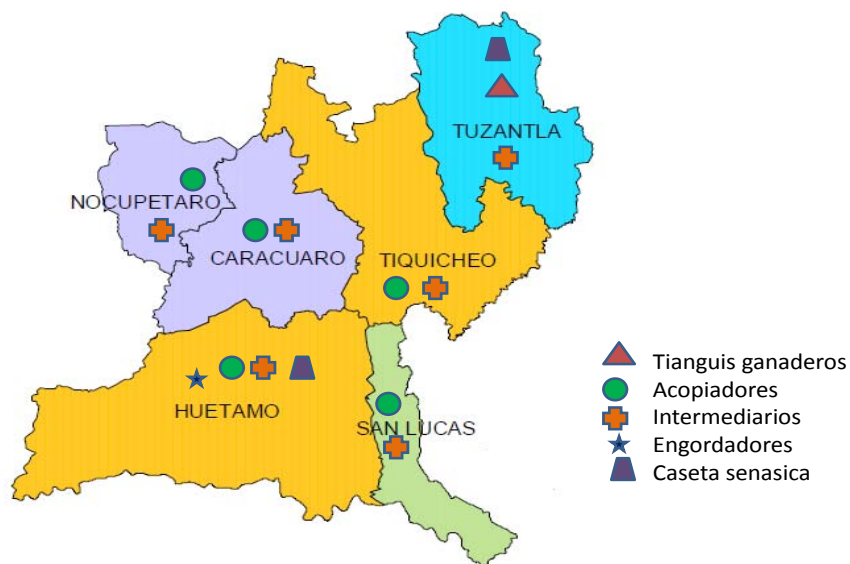 TUZANTLA
NOCUPETARO
CARACUARO
TIQUICHEO
HUETAMO
SAN LUCAS
Tianguis ganaderos
Acopiadores
Intermediarios
Engordadores
Caseta senasica